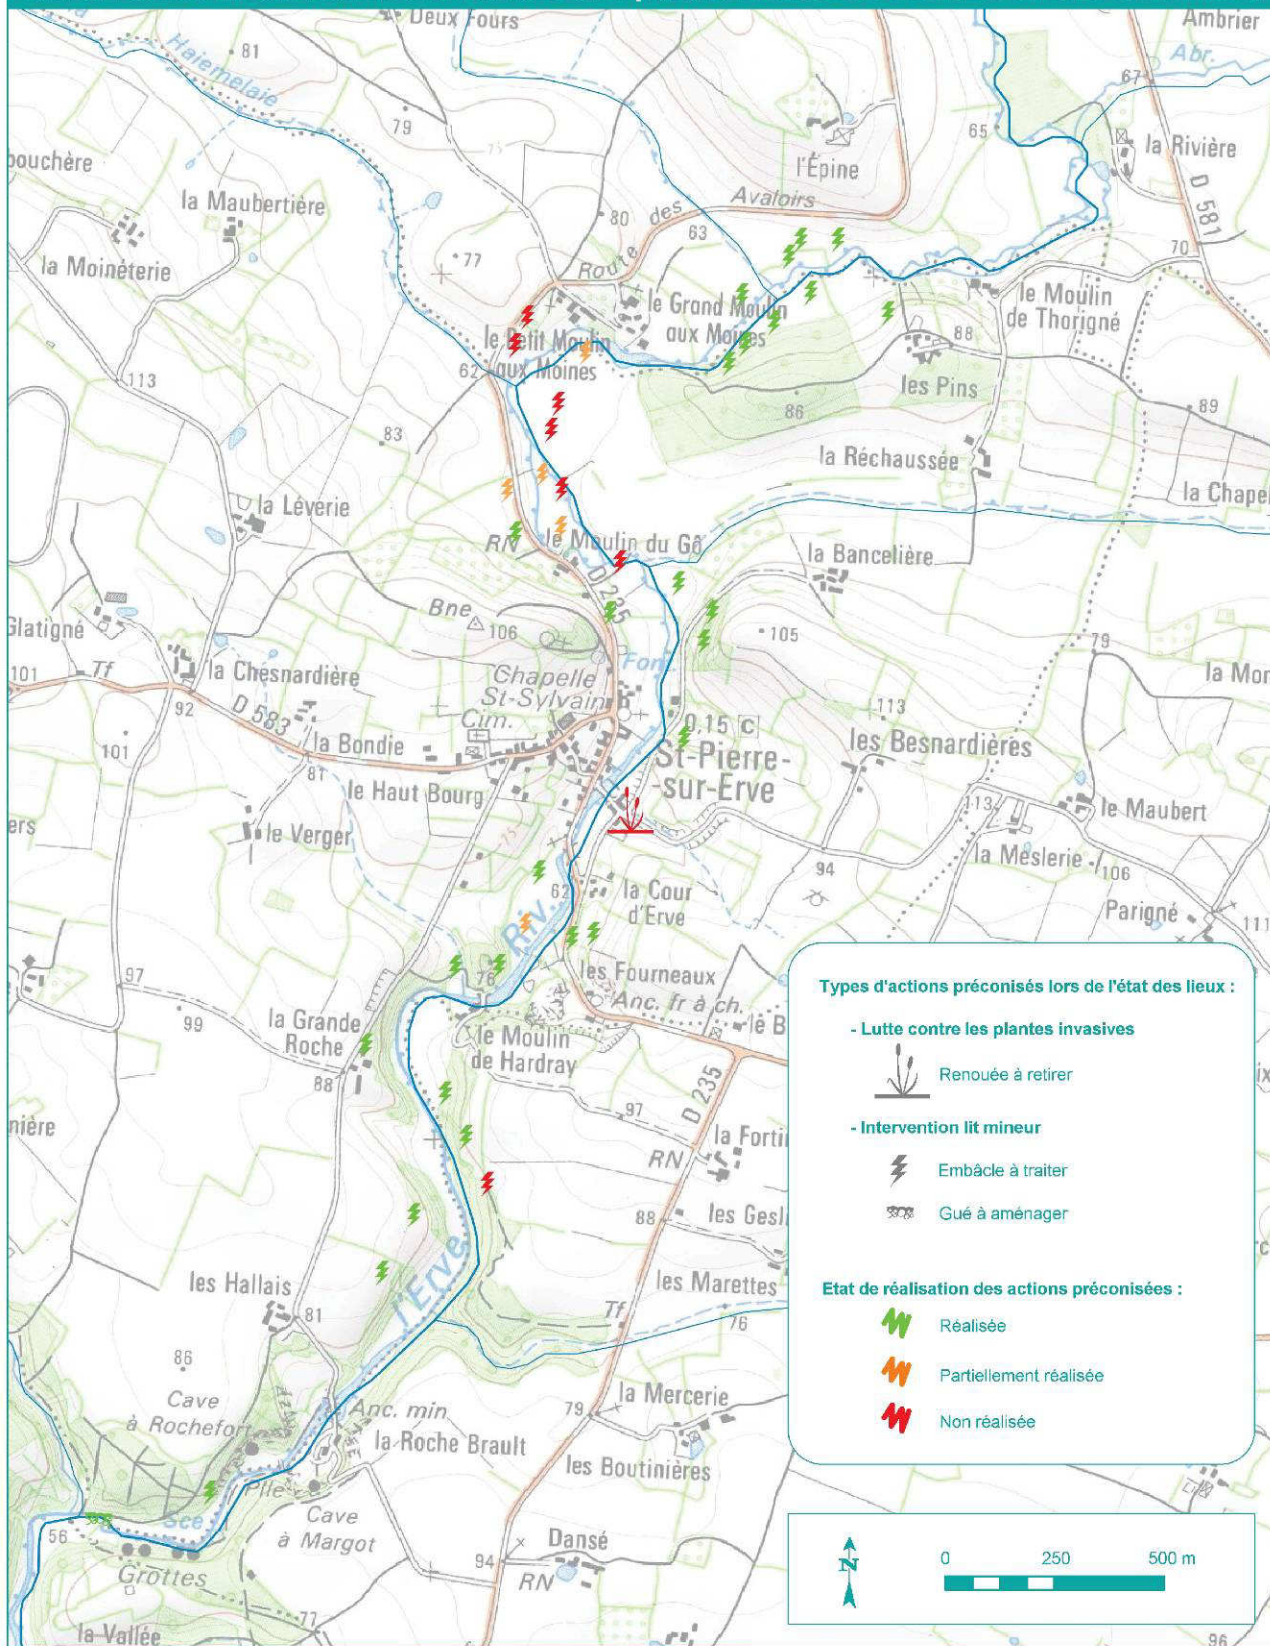 Deux Fours
Ambrier
Haiemelaie
81
Abr.
67
79
75
65
la Rivière
l'Épine
bouchère
la Maubertière
Avaloirs
80
des
63
D 581
70
Route
77
la Moinéterie
le Grand Moulin
aux Moines
le Moulin
de Thorigné
le Petit Moulin
aux Moines
62
88
113
les Pins
86
89
83
la Réchaussée
la Léverie
la Chapel
RN
le Moulin du Gô
la Bancelière
D 235
Bne
106
105
Glatigné
79
Font.
101
Tf
la Chesnardière
Chapelle
St-Sylvain
la Mor
92
D 583
Cim.
113
0,15 C
101
la Bondie
St-Pierre-
-sur-Erve
les Besnardières
81
le Haut Bourg
113
le Maubert
ers
le Verger
75
la Meslerie
94
106
62
la Cour
d'Erve
Parigné
111
Riv.
97
76
les Fourneaux
Anc. fr à ch.
99
la Grande
Roche
le Moulin
de Hardray
le B
88
D 235
97
nière
la Forti
RN
88
les Gesl
l'Erve
les Hallais
les Marettes
81
Tf
76
86
Cave
à Rochefort
la Mercerie
Anc. min.
79
la Roche Brault
les Boutinières
Plle
Sce
Cave
à Margot
56
Dansé
94
Grottes
RN
77
la Vallée
96
Types d'actions préconisés lors de l'état des lieux :
- Lutte contre les plantes invasives
Renouée à retirer
- Intervention lit mineur
Embâcle à traiter
Gué à aménager
Etat de réalisation des actions préconisées :
Réalisée
Partiellement réalisée
Non réalisée
N
0 250 500 m